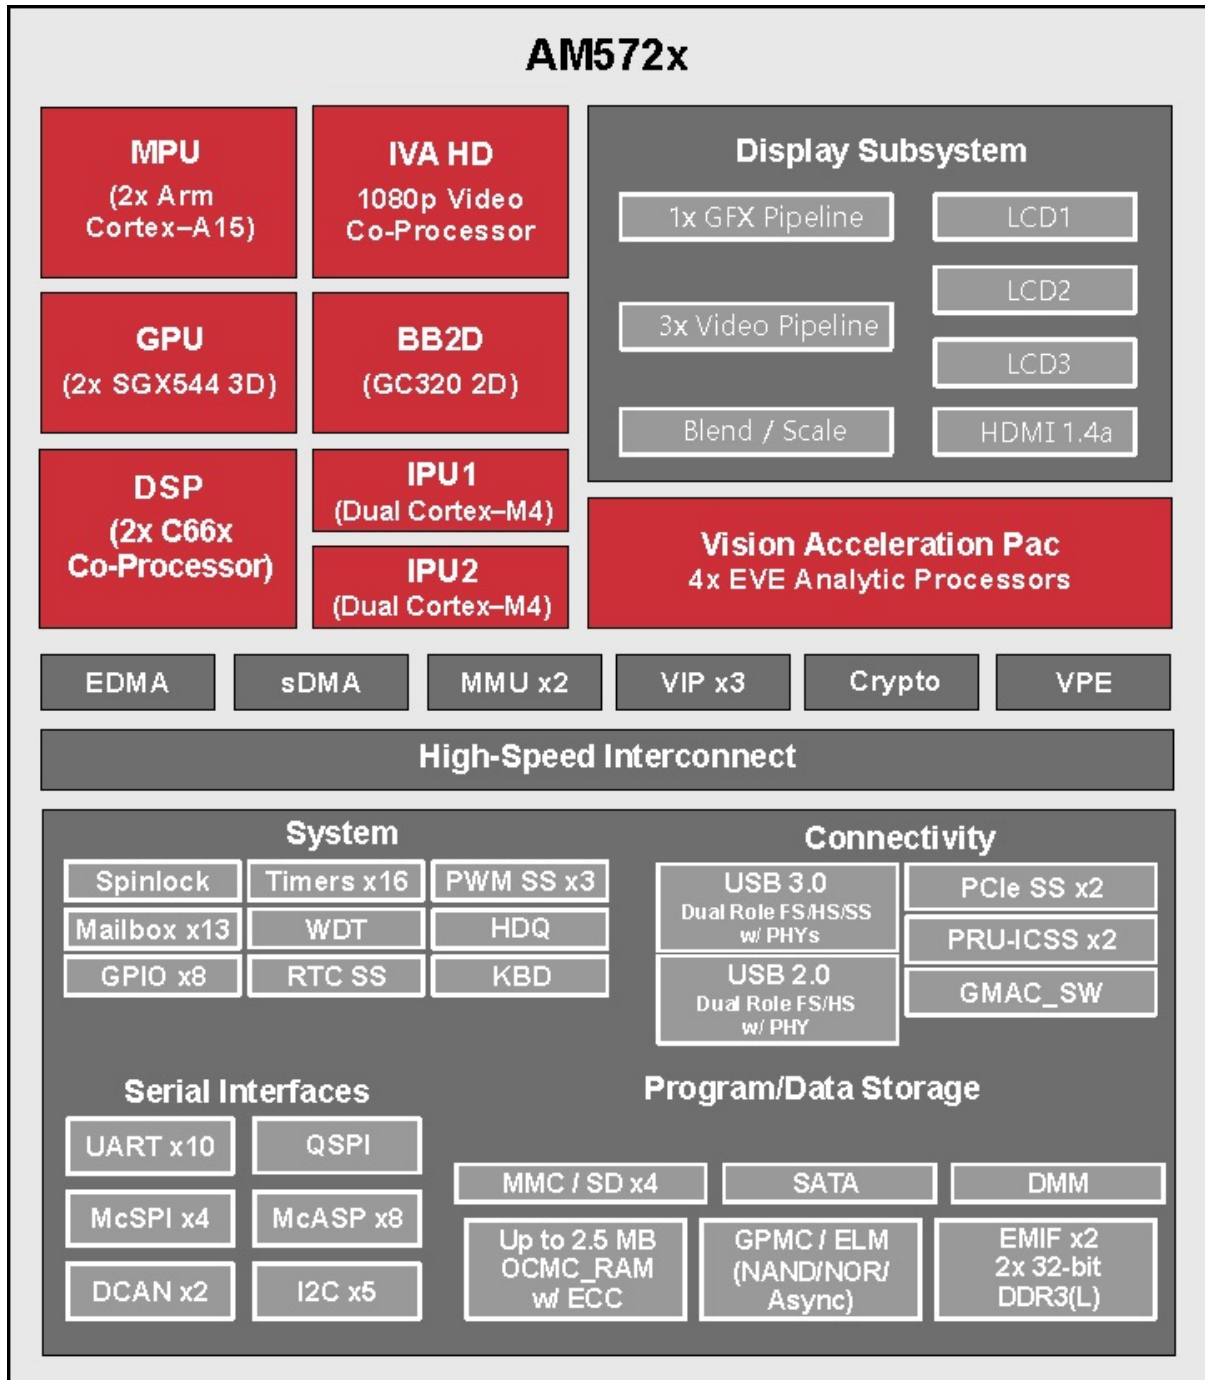 AM572x
MPU
(2x Arm
Cortex–A15)
IVA HD
1080p Video
Co-Processor
GPU
(2x SGX544 3D)
BB2D
(GC320 2D)
DSP
(2x C66x
Co-Processor)
IPU1
(Dual Cortex–M4)
IPU2
(Dual Cortex–M4)
Display Subsystem
1x GFX Pipeline
LCD1
LCD2
3x Video Pipeline
LCD3
Blend / Scale
HDMI 1.4a
Vision Acceleration Pac
4x EVE Analytic Processors
EDMA
sDMA
MMU x2
VIP x3
Crypto
VPE
High-Speed Interconnect
System
Spinlock
Timers x16
PWM SS x3
Mailbox x13
WDT
HDQ
GPIO x8
RTC SS
KBD
Connectivity
USB 3.0
Dual Role FS/HS/SS
w/ PHYs
USB 2.0
Dual Role FS/HS
w/ PHY
PCIe SS x2
PRU-ICSS x2
GMAC_SW
Serial Interfaces
UART x10
QSPI
McSPI x4
McASP x8
DCAN x2
I2C x5
Program/Data Storage
MMC / SD x4
SATA
DMM
Up to 2.5 MB
OCMC_RAM
w/ ECC
GPMC / ELM
(NAND/NOR/
Async)
EMIF x2
2x 32-bit
DDR3(L)